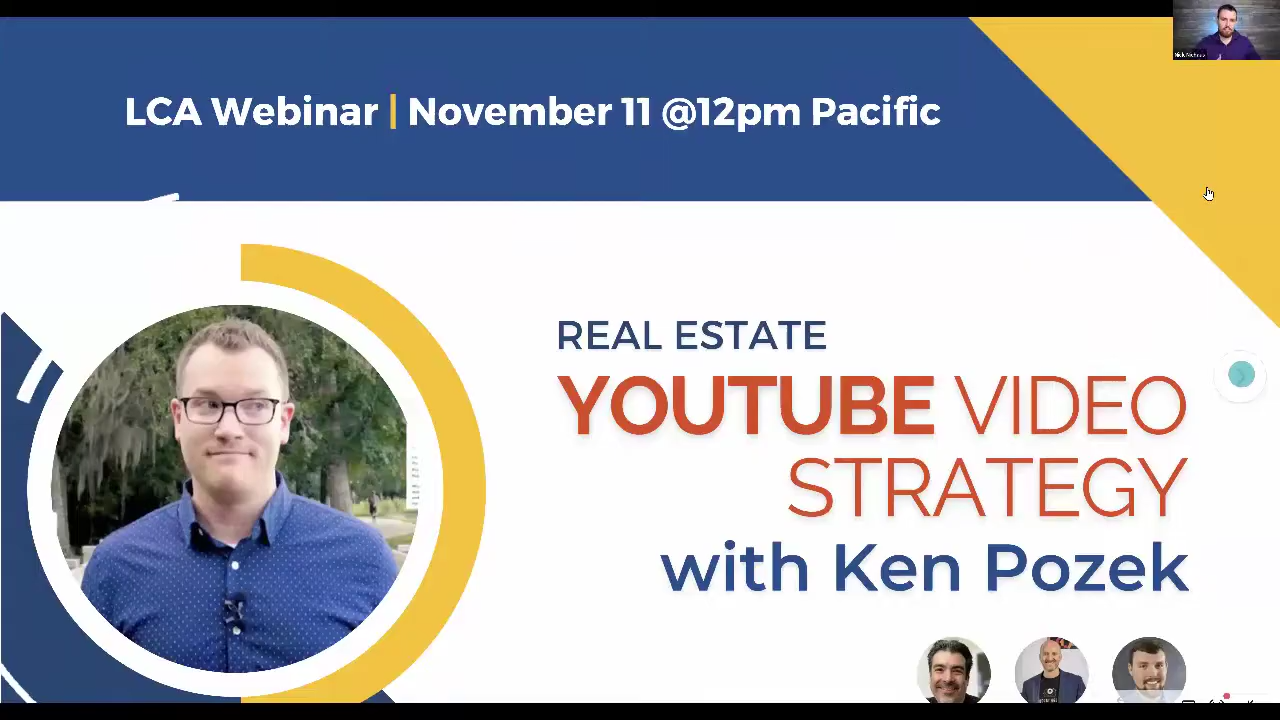 LCA Webinar | November 11 @12pm Pacific
REAL ESTATE
YOUTUBE VIDEO
STRATEGY
with Ken Pozek